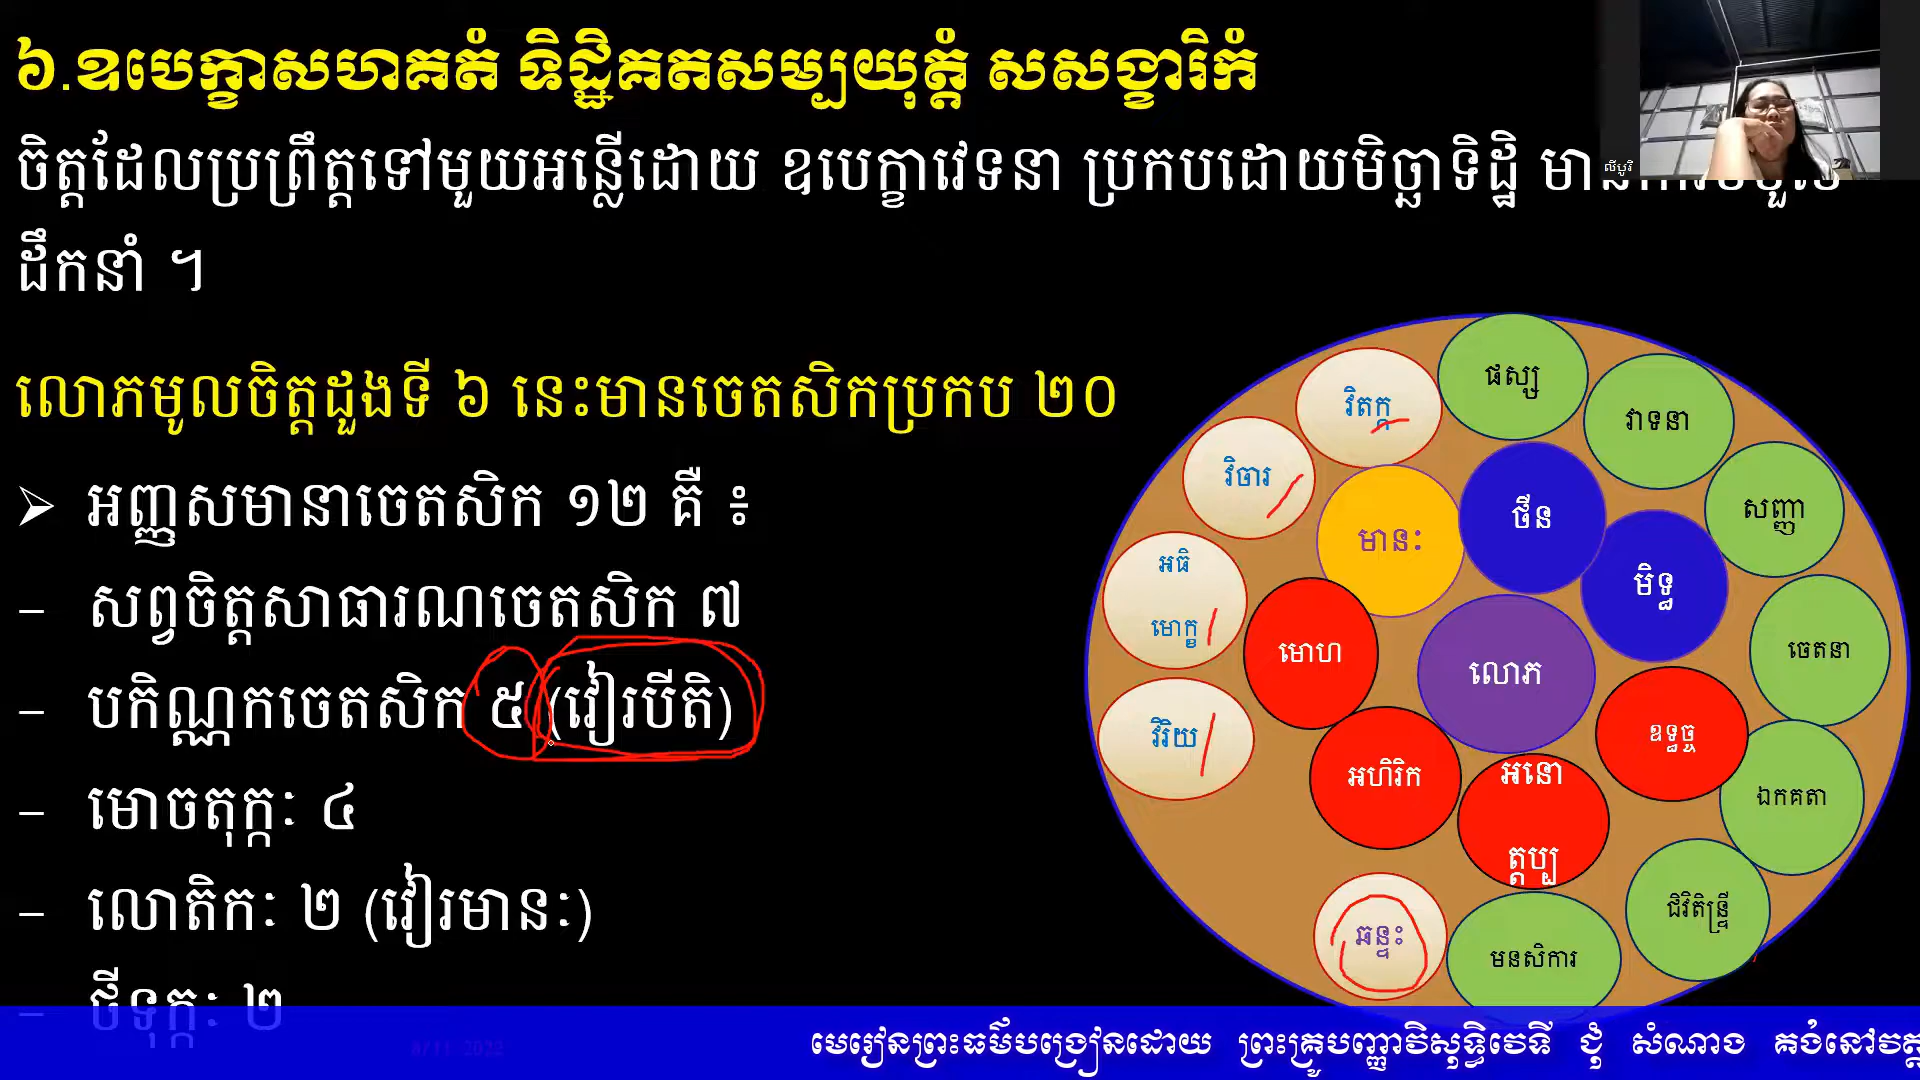 ៦.ឧបេក្ខាសហគតំ ទិដ្ឋិគតសម្បយុត្តំ សសង្ខារិកំ
ចិត្តដែលប្រព្រឹត្តទៅមួយអន្លើដោយ ឧបេក្ខាវេទនា ប្រកបដោយមិច្ឆាទិដ្ឋិ
ដឹកនាំ ។
លោភមូលចិត្តដួងទី ៦ នេះមានចេតសិកប្រកប ២០
➢ អញ្ញសមានាចេតសិក ១២ គឺ ៖
– សព្វចិត្តសាធារណចេតសិក ៧
– បកិណ្ណកចេតសិក ៥ (វៀរបីតិ)
– មោចតុក្កៈ ៤
– លោតិកៈ ២ (វៀរមានៈ)
– ថីទុក្កៈ ២
ផស្ស
វិតក្ក
វាទនា
វិចារ
ថីន
សញ្ញា
មានៈ
អធិ
មោក្ខ
មិទ្ធ
មោហ
លោភ
ចេតនា
វិរិយ
ឧទ្ធច្ច
អហិរិក
អនោ
ត្តប្ប
ឯកគតា
ឆន្ទះ
មនសិការ
ជិវិតិន្ទ្រី
8/11 2022
មេរៀនព្រះធម៌បង្រៀនដោយ ព្រះគ្រូបញ្ញាវិសុទ្ធិវេទី ជុំ សំណាង គង់នៅវត្ត